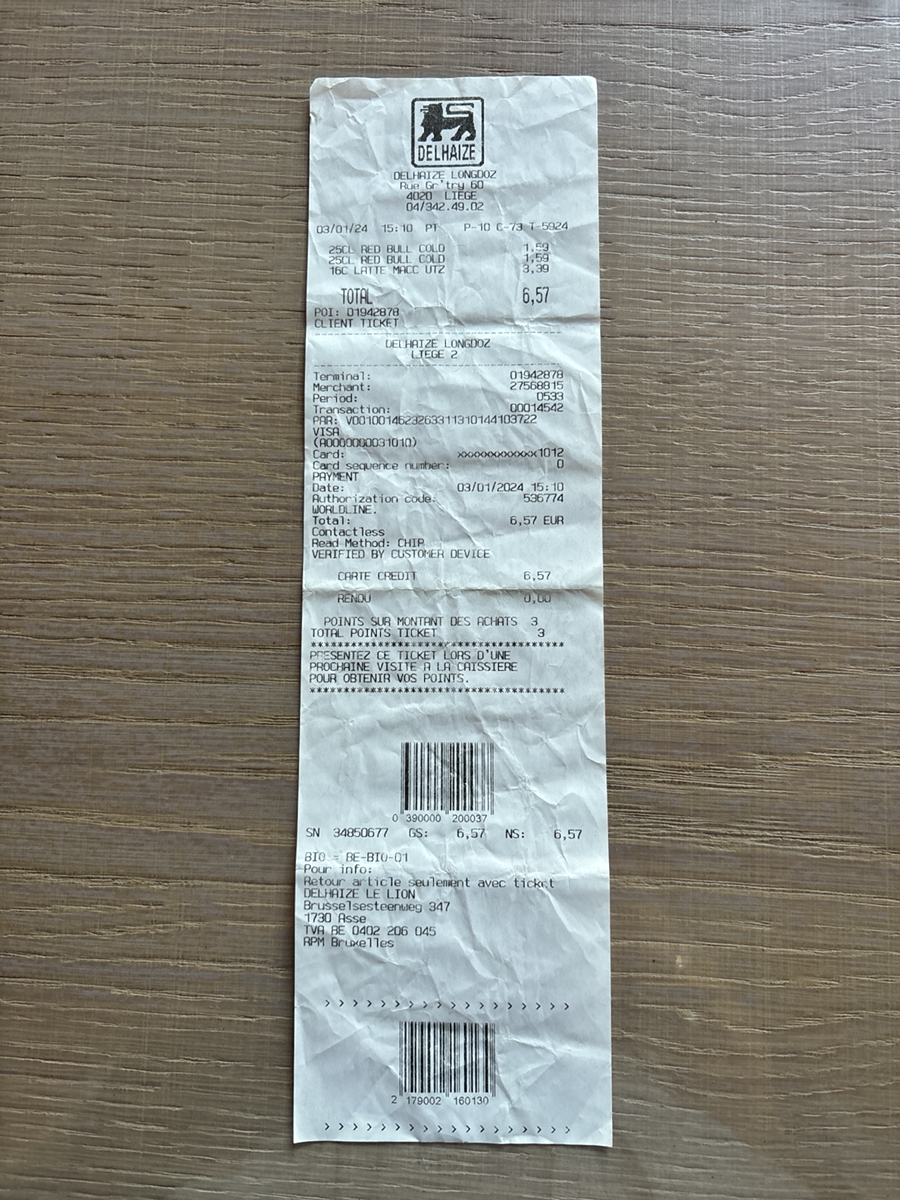 DELHAIZE
DELHAIZE LONGDOZ
Rue Gr'try 60
4020 LIEGE
04/342.49.02
03/01/24 15:10 PT P-10 C-73 T-5924
25CL RED BULL COLD 1,59
25CL RED BULL COLD 1,59
16C LATTE MACC UTZ 3,39
TOTAL 6,57
POI: 01942878
CLIENT TICKET
DELHAIZE LONGDOZ
LIEGE 2
Terminal: 01942878
Merchant: 27568815
Period: 0533
Transaction: 00014542
PAR: V0010014623263311310144103722
VISA
(A0000000031010)
Card: xxxxxxxxxxxx1012
Card sequence number: 0
PAYMENT
Date: 03/01/2024 15:10
Authorization code: 536774
WORLDLINE.
Total: 6,57 EUR
Contactless
Read Method: CHIP
VERIFIED BY CUSTOMER DEVICE
CARTE CREDIT 6,57
RENDU 0,00
POINTS SUR MONTANT DES ACHATS 3
TOTAL POINTS TICKET 3
***********************************
PRESENTEZ CE TICKET LORS D'UNE
PROCHAINE VISITE A LA CAISSIERE
POUR OBTENIR VOS POINTS.
***********************************
0 390000 200037
SN 34850677 GS: 6,57 NS: 6,57
BIO = BE-BIO-01
Pour info:
Retour article seulement avec ticket
DELHAIZE LE LION
Brusselsesteenweg 347
1730 Asse
TVA BE 0402 206 045
RPM Bruxelles
> > > > > > > > > > > > > > > > > >
2 179002 160130
> > > > > > > > > > > > > > > > > >